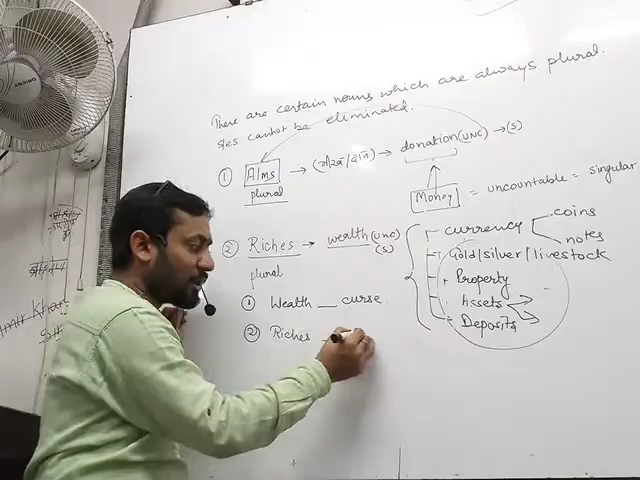 There are certain nouns which are always plural.
cannot be eliminated.
① Alms → → donation (UNC) → (S)
plural
Money = uncountable = singular
② Riches → wealth (UNC)
(S)
plural
currency
coins
notes
Gold/silver/livestock
Property
Assets
Deposits
① Wealth __ curse
② Riches